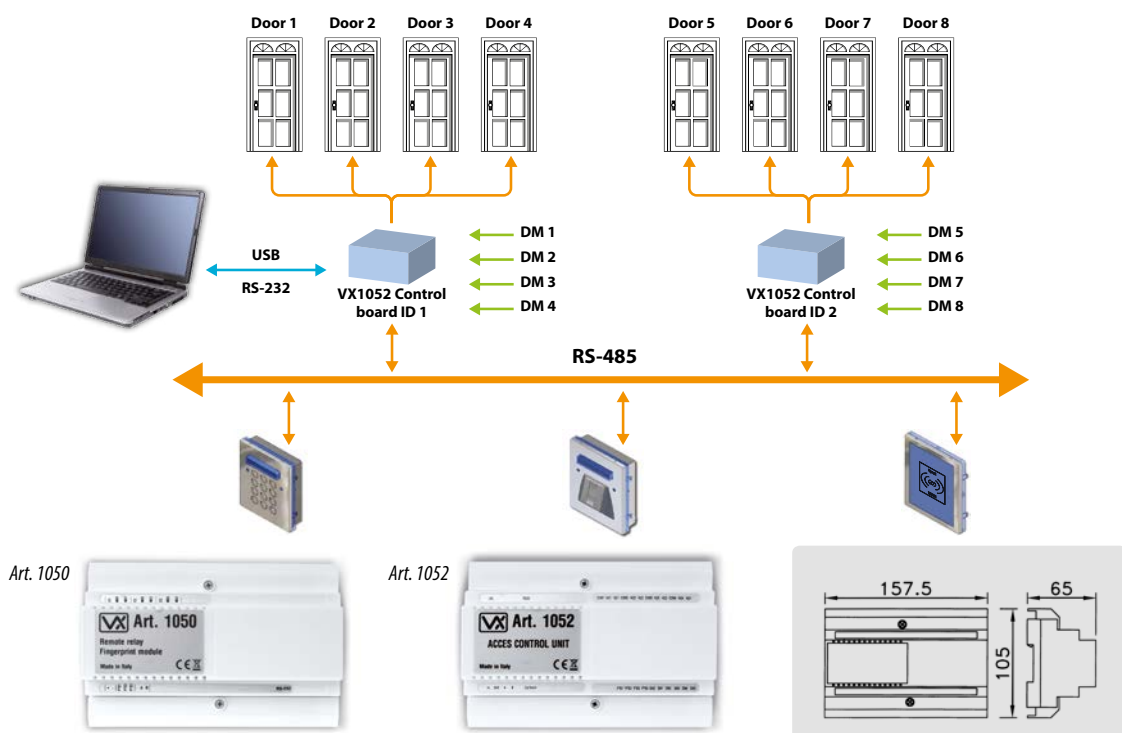 Door 1 Door 2 Door 3 Door 4 Door 5 Door 6 Door 7 Door 8
DM 1
DM 2
DM 3
DM 4
DM 5
DM 6
DM 7
DM 8
USB
RS-232
VX1052 Control
board ID 1
VX1052 Control
board ID 2
RS-485
Art. 1050
VX Art. 1050
Remote relay
Fingerprint module
Made in Italy CE
Art. 1052
VX Art. 1052
ACCES CONTROL UNIT
Made in Italy CE
157.5
65
105